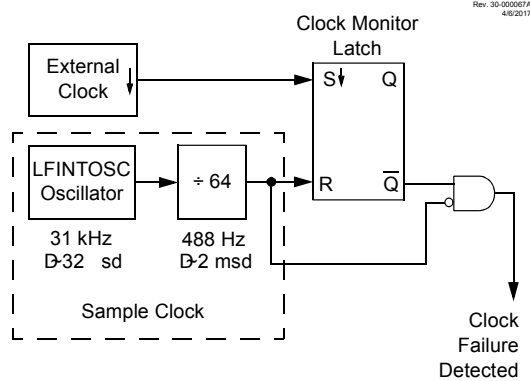 Rev. 30-000067A
4/6/2017
Clock Monitor
Latch
External
Clock
S
Q
LFINTOSC
Oscillator
÷ 64
R
Q
31 kHz
488 Hz
Sample Clock
Clock
Failure
Detected